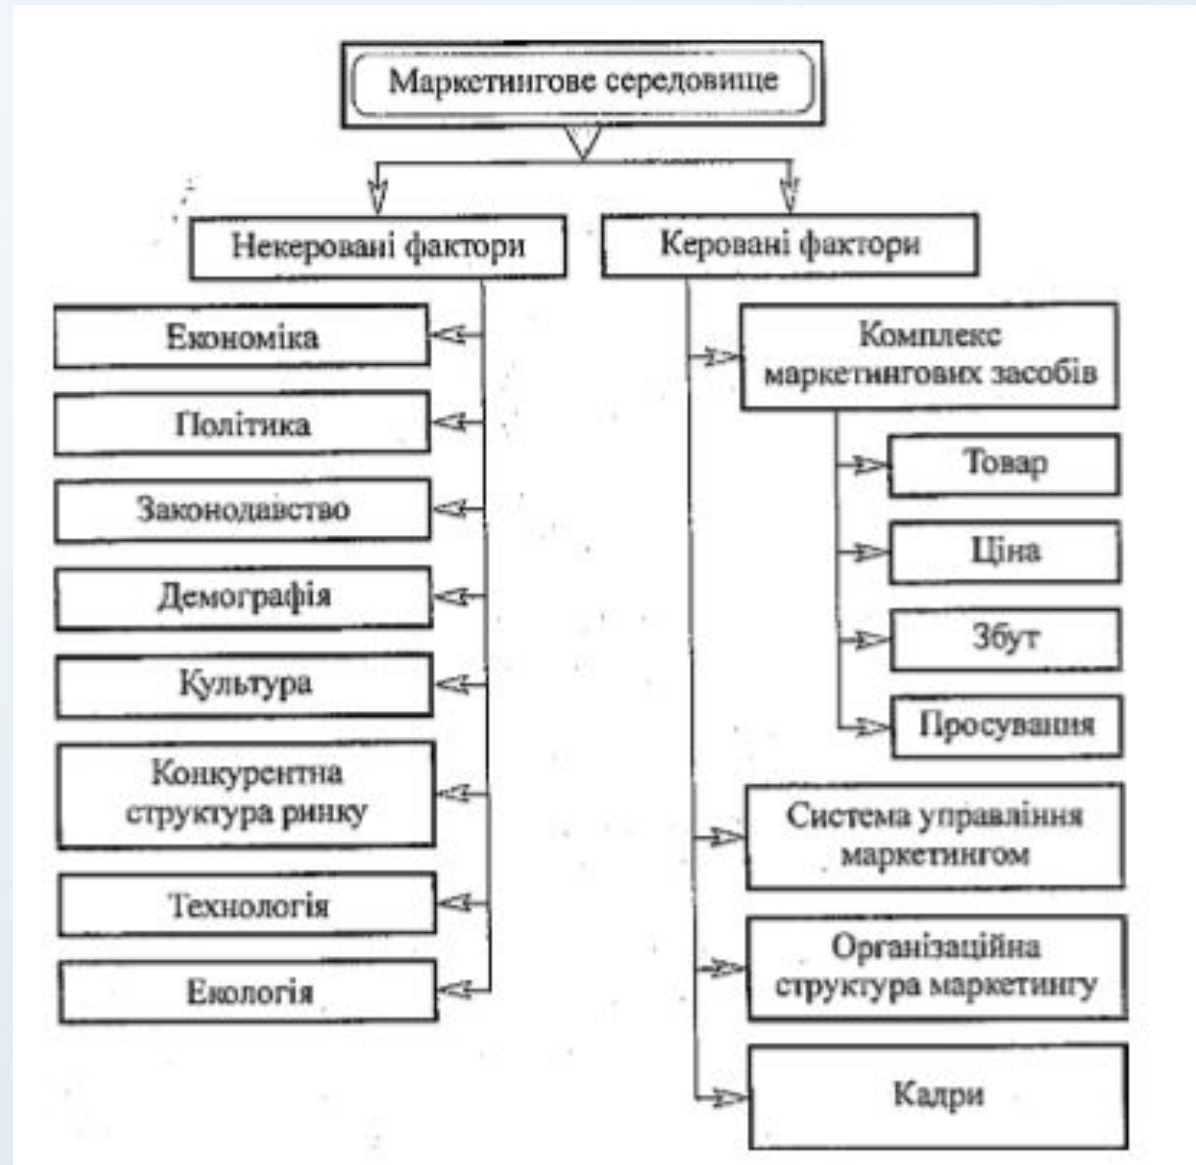 Маркетингове середовище
Некеровані фактори
Керовані фактори
Економіка
Політика
Законодавство
Демографія
Культура
Конкурентна
структура ринку
Технологія
Екологія
Комплекс
маркетингових засобів
Товар
Ціна
Збут
Просування
Система управління
маркетингом
Організаційна
структура маркетингу
Кадри